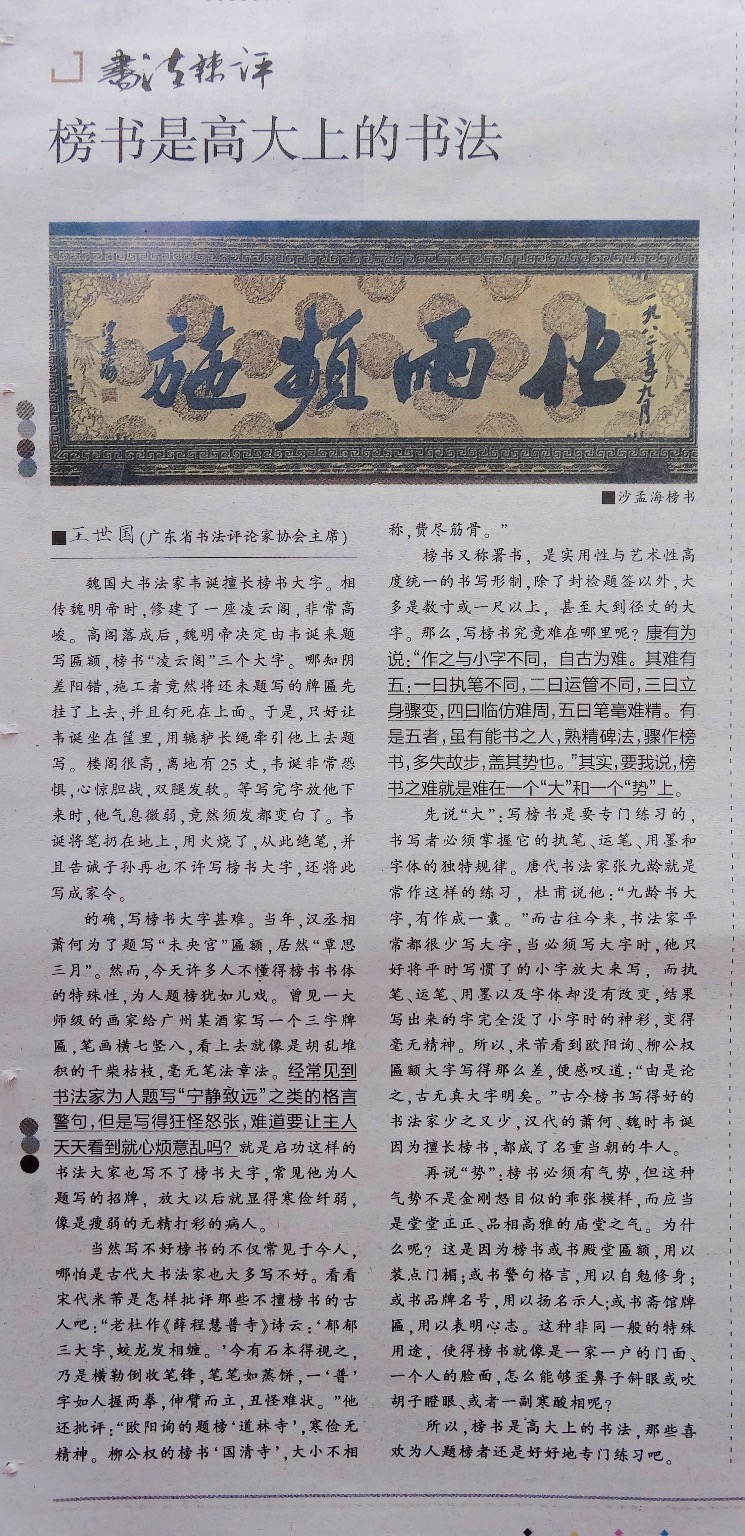 书法辣评
榜书是高大上的书法
一九八二年九月
化雨频施
沙孟海
■沙孟海榜书
■王世国(广东省书法评论家协会主席)
魏国大书法家韦诞擅长榜书大字。相
传魏明帝时,修建了一座凌云阁,非常高
峻。高阁落成后,魏明帝决定由韦诞来题
写匾额,榜书“凌云阁”三个大字。哪知阴
差阳错,施工者竟然将还未题写的牌匾先
挂了上去,并且钉死在上面。于是,只好让
韦诞坐在筐里,用辘轳长绳牵引他上去题
写。楼阁很高,离地有25丈,韦诞非常恐
惧,心惊胆战,双腿发软。等写完字放他下
来时,他气息微弱,竟然须发都变白了。韦
诞将笔扔在地上,用火烧了,从此绝笔,并
且告诫子孙再也不许写榜书大字,还将此
写成家令。
的确,写榜书大字甚难。当年,汉丞相
萧何为了题写“未央宫”匾额,居然“覃思
三月”。然而,今天许多人不懂得榜书书体
的特殊性,为人题榜犹如儿戏。曾见一大
师级的画家给广州某酒家写一个三字牌
匾,笔画横七竖八,看上去就像是胡乱堆
积的干柴枯枝,毫无笔法章法。经常见到
书法家为人题写“宁静致远”之类的格言
警句,但是写得狂怪怒张,难道要让主人
天天看到就心烦意乱吗?就是启功这样的
书法大家也写不了榜书大字,常见他为人
题写的招牌,放大以后就显得寒俭纤弱,
像是瘦弱的无精打彩的病人。
当然写不好榜书的不仅常见于今人,
哪怕是古代大书法家也大多写不好。看看
宋代米芾是怎样批评那些不擅榜书的古
人吧:“老杜作《薛程慧普寺》诗云:‘郁郁
三大字,蛟龙发相缠。’今有石本得视之,
乃是横勒倒收笔锋,笔笔如蒸饼,一‘普’
字如人握两拳,伸臂而立,丑怪难状。”他
还批评:“欧阳询的题榜‘道林寺’,寒俭无
精神。柳公权的榜书‘国清寺’,大小不相
称,费尽筋骨。”
榜书又称署书,是实用性与艺术性高
度统一的书写形制,除了封检题签以外,大
多是数寸或一尺以上,甚至大到径丈的大
字。那么,写榜书究竟难在哪里呢?康有为
说:“作之与小字不同,自古为难。其难有
五:一曰执笔不同,二曰运管不同,三曰立
身骤变,四曰临仿难周,五曰笔毫难精。有
是五者,虽有能书之人,熟精碑法,骤作榜
书,多失故步,盖其势也。”其实,要我说,榜
书之难就是难在一个“大”和一个“势”上。
先说“大”:写榜书是要专门练习的,
书写者必须掌握它的执笔、运笔、用墨和
字体的独特规律。唐代书法家张九龄就是
常作这样的练习,杜甫说他:“九龄书大
字,有作成一囊。”而古往今来,书法家平
常都很少写大字,当必须写大字时,他只
好将平时写惯了的小字放大来写,而执
笔、运笔、用墨以及字体却没有改变,结果
写出来的字完全没了小字时的神彩,变得
毫无精神。所以,米芾看到欧阳询、柳公权
匾额大字写得那么差,便感叹道:“由是论
之,古无真大字明矣。”古今榜书写得好的
书法家少之又少,汉代的萧何、魏时韦诞
因为擅长榜书,都成了名重当朝的牛人。
再说“势”:榜书必须有气势,但这种
气势不是金刚怒目似的乖张模样,而应当
是堂堂正正、品相高雅的庙堂之气。为什
么呢?这是因为榜书或书殿堂匾额,用以
装点门楣;或书警句格言,用以自勉修身;
或书品牌名号,用以扬名示人;或书斋馆牌
匾,用以表明心志。这种非同一般的特殊
用途,使得榜书就像是一家一户的门面、
一个人的脸面,怎么能够歪鼻子斜眼或吹
胡子瞪眼、或者一副寒酸相呢?
所以,榜书是高大上的书法,那些喜
欢为人题榜者还是好好地专门练习吧。